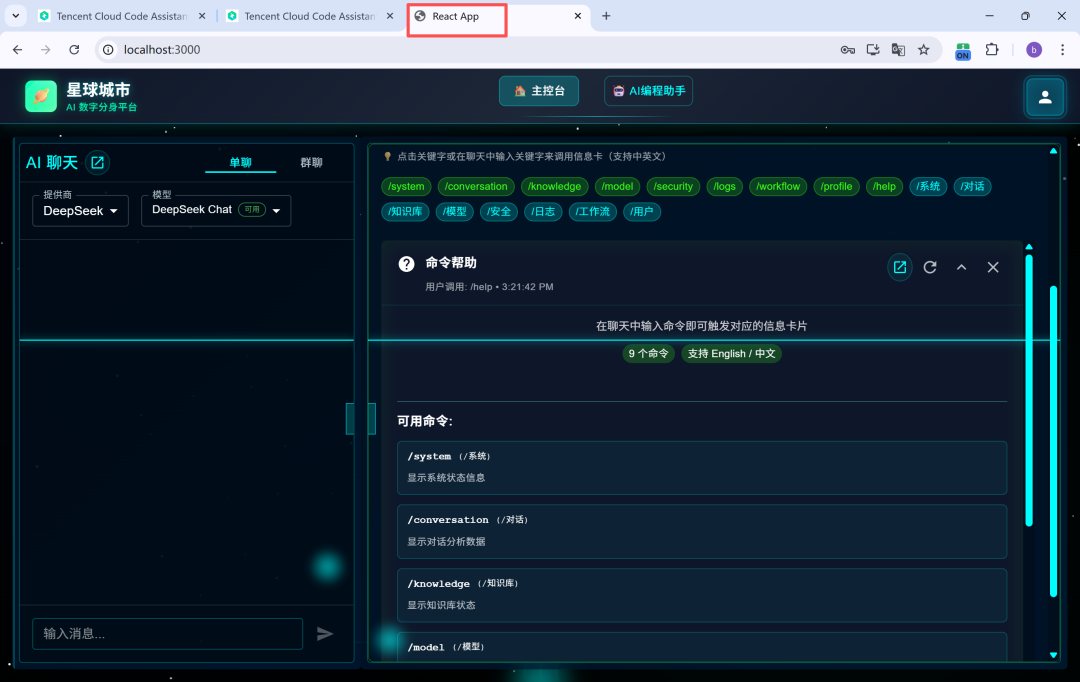 Tencent Cloud Code Assistan
Tencent Cloud Code Assistan
React App
localhost:3000
ON
b
星球城市
AI 数字分身平台
主控台
AI编程助手
AI 聊天
单聊
群聊
提供商
DeepSeek
模型
DeepSeek Chat
可用
点击关键字或在聊天中输入关键字来调用信息卡（支持中英文）
/system /conversation /knowledge /model /security /logs /workflow /profile /help /系统 /对话
/知识库 /模型 /安全 /日志 /工作流 /用户
命令帮助
用户调用: /help • 3:21:42 PM
在聊天中输入命令即可触发对应的信息卡片
9 个命令
支持 English / 中文
可用命令:
/system (/系统)
显示系统状态信息
/conversation (/对话)
显示对话分析数据
/knowledge (/知识库)
显示知识库状态
/model (/模型)
输入消息...